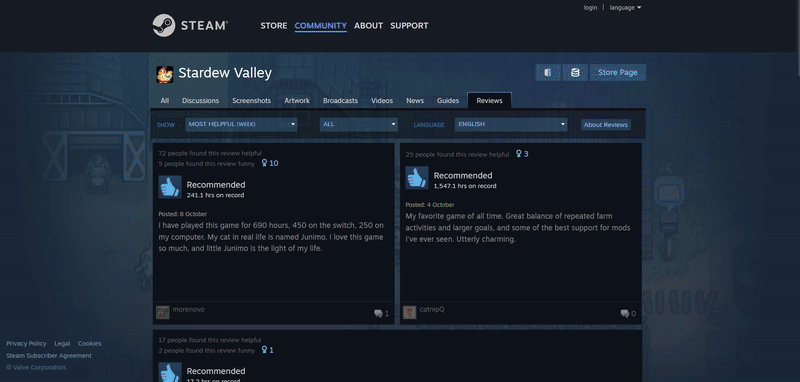 login | language
STEAM®
STORE COMMUNITY ABOUT SUPPORT
Stardew Valley
Store Page
All Discussions Screenshots Artwork Broadcasts Videos News Guides Reviews
SHOW MOST HELPFUL (WEEK) ALL LANGUAGE ENGLISH About Reviews
72 people found this review helpful
5 people found this review funny 10
Recommended
241.1 hrs on record
Posted: 8 October
I have played this game for 690 hours, 450 on the switch, 250 on
my computer. My cat in real life is named Junimo. I love this game
so much, and little Junimo is the light of my life.
morenovo 1
25 people found this review helpful 3
Recommended
1,547.1 hrs on record
Posted: 4 October
My favorite game of all time. Great balance of repeated farm
activities and larger goals, and some of the best support for mods
I've ever seen. Utterly charming.
catnipQ 0
17 people found this review helpful
2 people found this review funny 1
Recommended
17.2 hrs on record
Privacy Policy Legal Cookies
Steam Subscriber Agreement
© Valve Corporation.